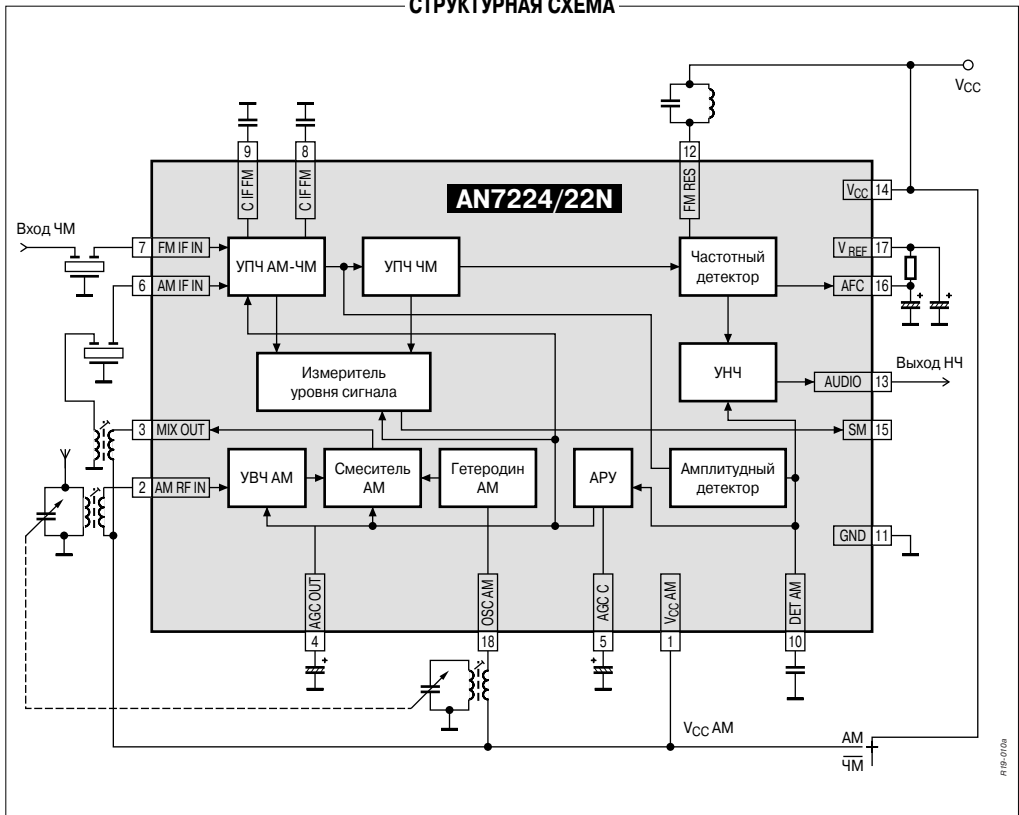 СТРУКТУРНАЯ СХЕМА
VCC
9
8
12
C IF FM
C IF FM
FM RES
AN7224/22N
VCC 14
Вход ЧМ
7 FM IF IN
УПЧ АМ-ЧМ
УПЧ ЧМ
Частотный
детектор
V REF 17
6 AM IF IN
AFC 16
Измеритель
уровня сигнала
УНЧ
Выход НЧ
AUDIO 13
3 MIX OUT
SM 15
2 AM RF IN
УВЧ АМ
Смеситель
АМ
Гетеродин
АМ
АРУ
Амплитудный
детектор
GND 11
AGC OUT
OSC AM
AGC C
VCC AM
DET AM
4
18
5
1
10
+
+
+
+
VCC AM
АМ
ЧМ
R19-010a